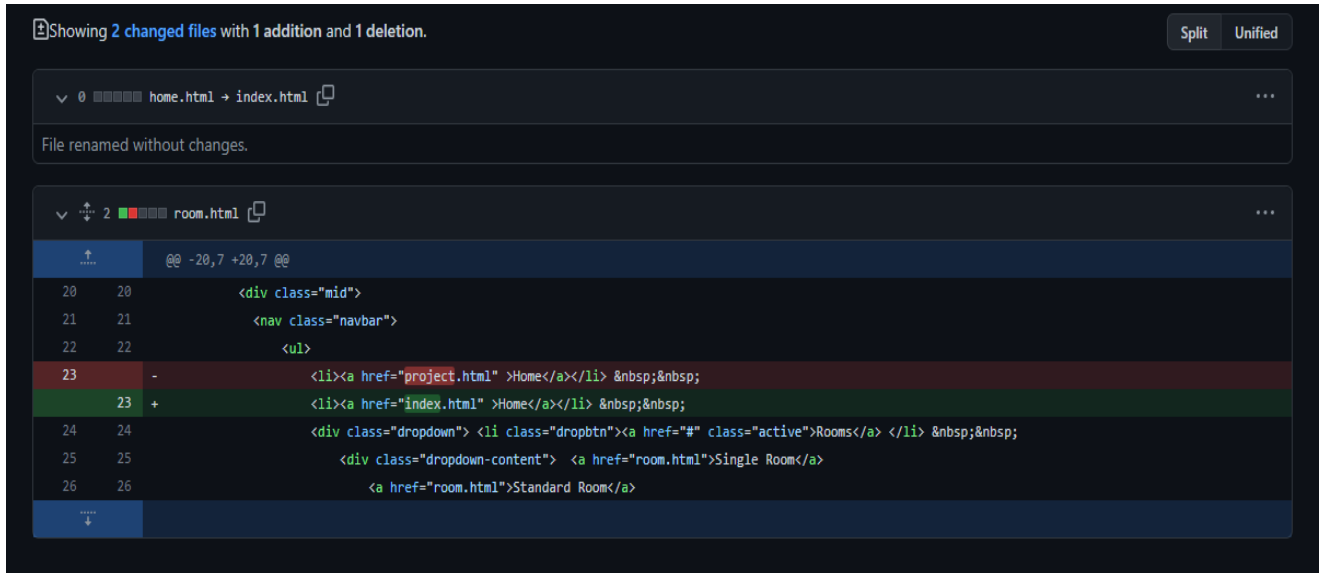 Showing 2 changed files with 1 addition and 1 deletion.
Split Unified
0 home.html → index.html
File renamed without changes.
2 room.html
@@ -20,7 +20,7 @@
20 20 <div class="mid">
21 21 <nav class="navbar">
22 22 <ul>
23 - <li><a href="project.html" >Home</a></li> &nbsp;&nbsp;
23 + <li><a href="index.html" >Home</a></li> &nbsp;&nbsp;
24 24 <div class="dropdown"> <li class="dropbtn"><a href="#" class="active">Rooms</a> </li> &nbsp;&nbsp;
25 25 <div class="dropdown-content">  <a href="room.html">Single Room</a>
26 26 <a href="room.html">Standard Room</a>